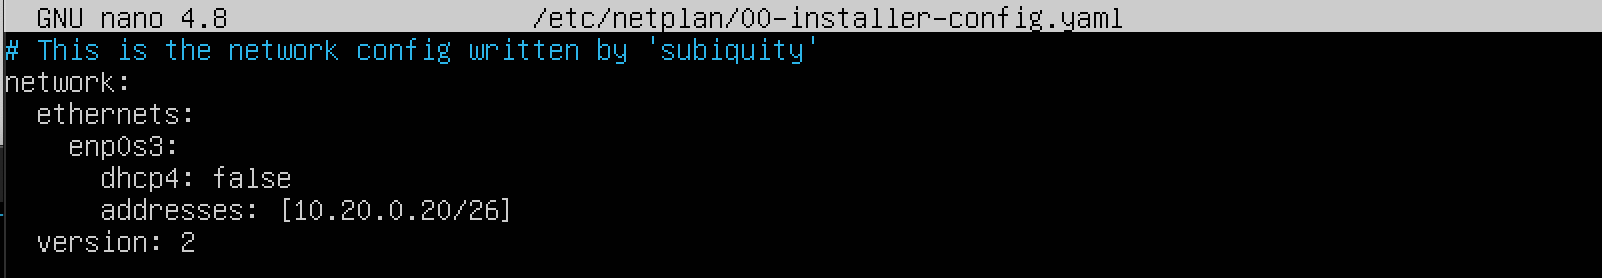 GNU nano 4.8 /etc/netplan/00-installer-config.yaml
# This is the network config written by 'subiquity'
network:
  ethernets:
    enp0s3:
      dhcp4: false
      addresses: [10.20.0.20/26]
  version: 2